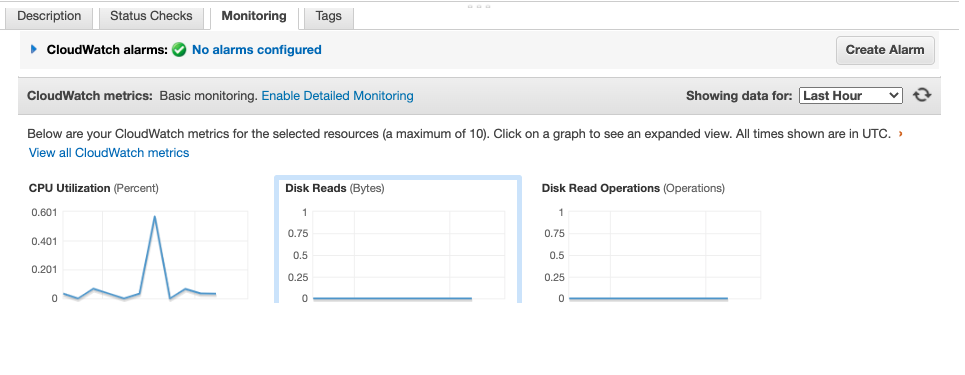 Description Status Checks Monitoring Tags
CloudWatch alarms: No alarms configured Create Alarm
CloudWatch metrics: Basic monitoring. Enable Detailed Monitoring Showing data for: Last Hour
Below are your CloudWatch metrics for the selected resources (a maximum of 10). Click on a graph to see an expanded view. All times shown are in UTC.
View all CloudWatch metrics
CPU Utilization (Percent)
0.601
0.401
0.201
0
Disk Reads (Bytes)
1
0.75
0.5
0.25
0
Disk Read Operations (Operations)
1
0.75
0.5
0.25
0